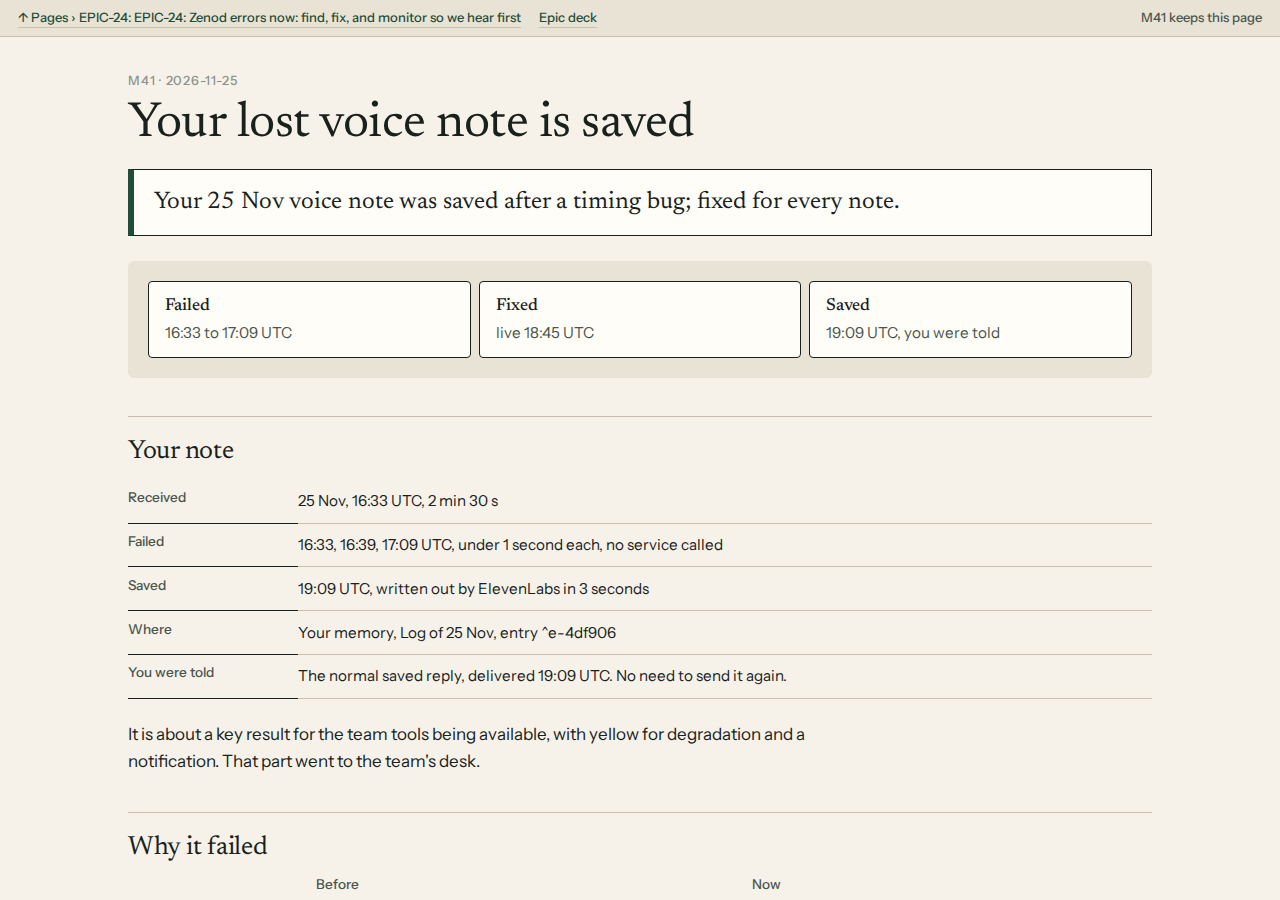 ↑ Pages › EPIC-24: EPIC-24: Zenod errors now: find, fix, and monitor so we hear first
Epic deck
M41 keeps this page
M41 · 2026-11-25
Your lost voice note is saved
Your 25 Nov voice note was saved after a timing bug; fixed for every note.
Failed
16:33 to 17:09 UTC
Fixed
live 18:45 UTC
Saved
19:09 UTC, you were told
Your note
Received
25 Nov, 16:33 UTC, 2 min 30 s
Failed
16:33, 16:39, 17:09 UTC, under 1 second each, no service called
Saved
19:09 UTC, written out by ElevenLabs in 3 seconds
Where
Your memory, Log of 25 Nov, entry ^e-4df906
You were told
The normal saved reply, delivered 19:09 UTC. No need to send it again.
It is about a key result for the team tools being available, with yellow for degradation and a
notification. That part went to the team's desk.
Why it failed
Before
Now